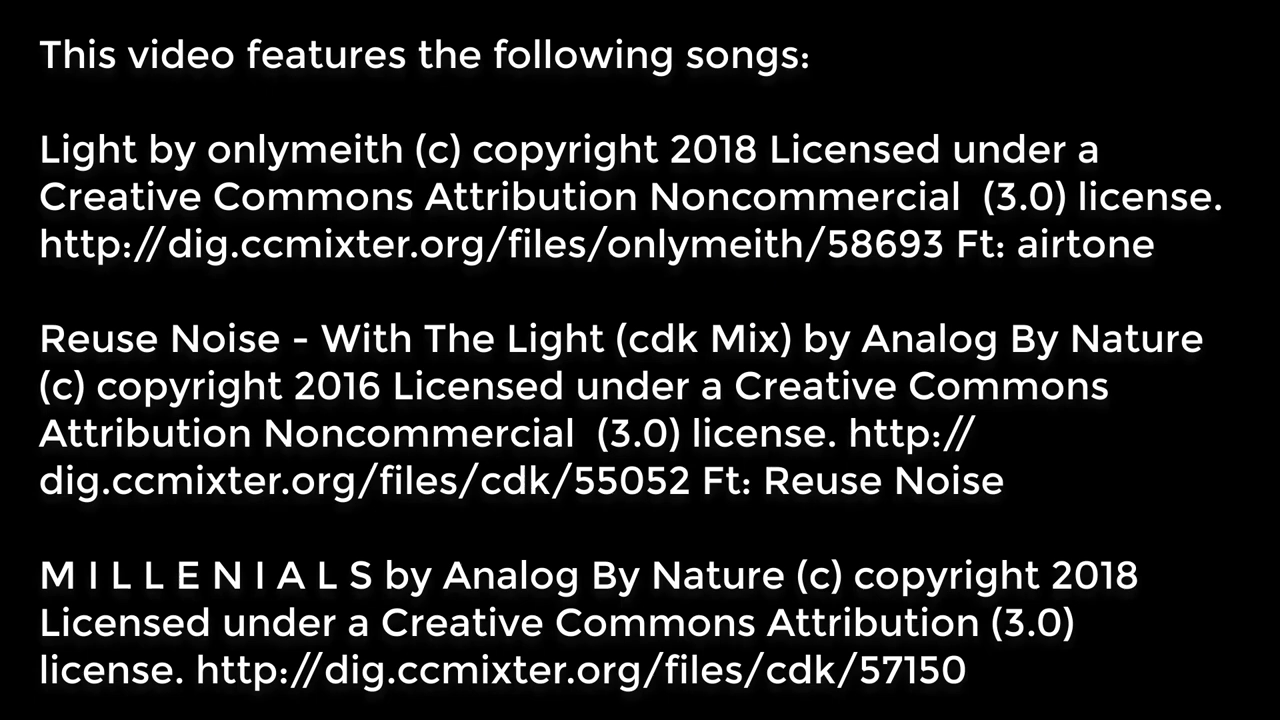 This video features the following songs:
Light by onlymeith (c) copyright 2018 Licensed under a
Creative Commons Attribution Noncommercial  (3.0) license.
http://dig.ccmixter.org/files/onlymeith/58693 Ft: airtone
Reuse Noise - With The Light (cdk Mix) by Analog By Nature
(c) copyright 2016 Licensed under a Creative Commons
Attribution Noncommercial  (3.0) license. http://
dig.ccmixter.org/files/cdk/55052 Ft: Reuse Noise
M I L L E N I A L S by Analog By Nature (c) copyright 2018
Licensed under a Creative Commons Attribution (3.0)
license. http://dig.ccmixter.org/files/cdk/57150